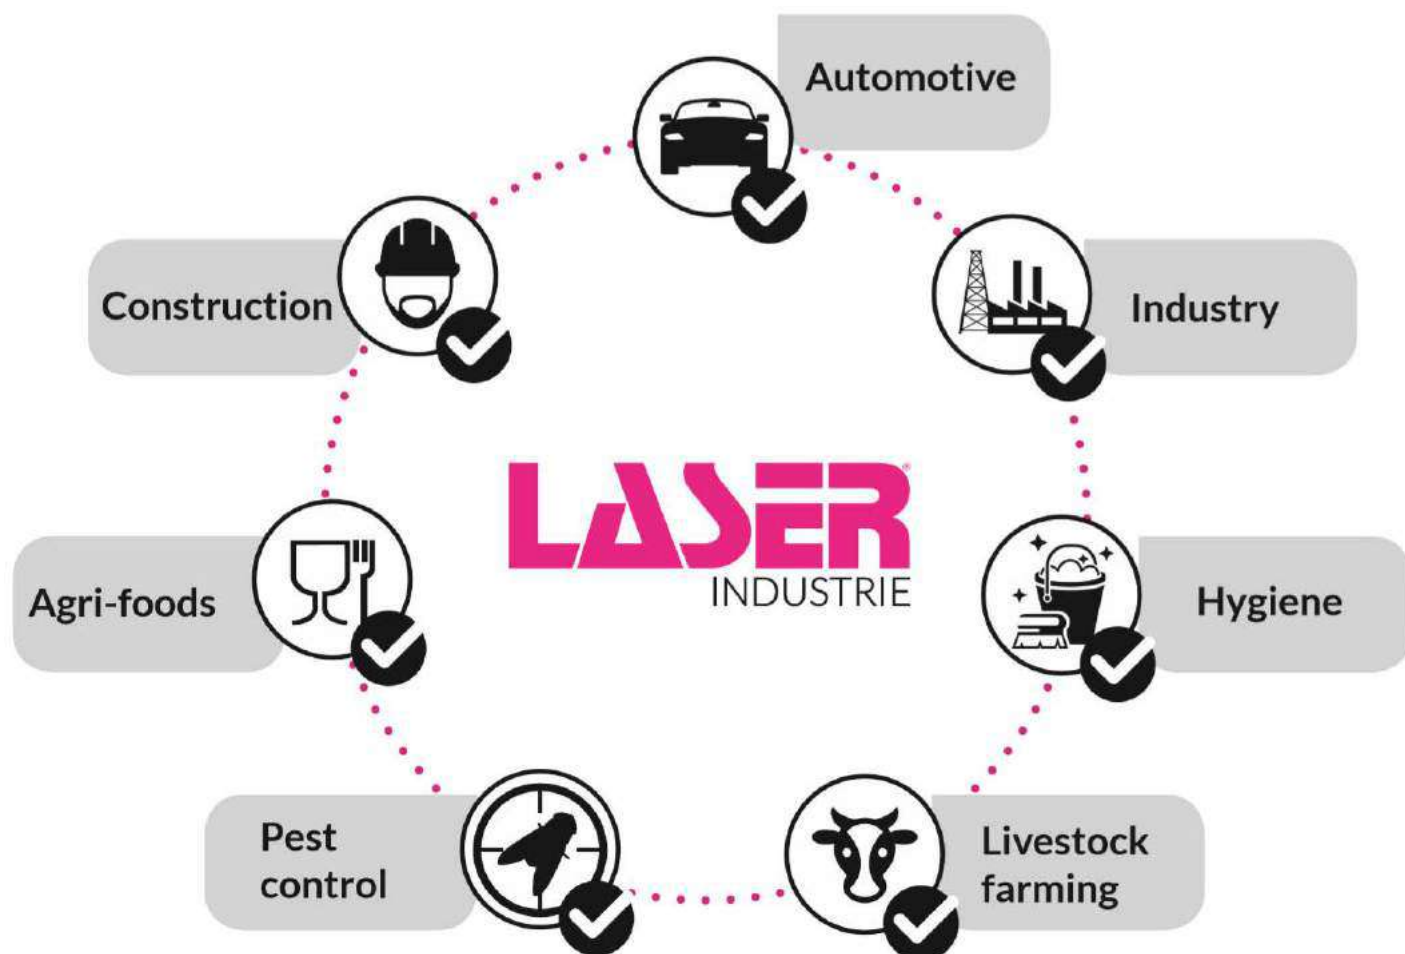 Automotive
Construction
Industry
LASER®
INDUSTRIE
Agri-foods
Hygiene
Pest
control
Livestock
farming